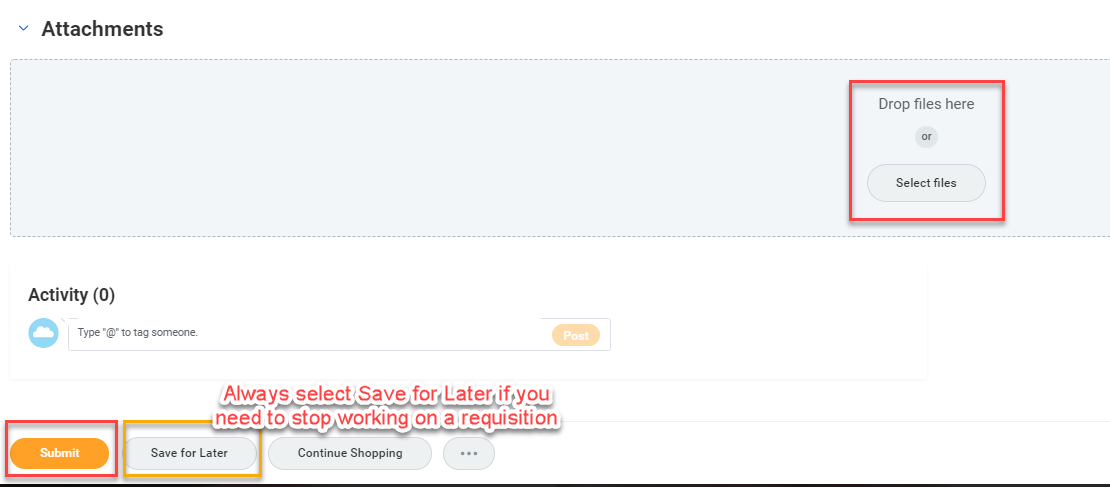 Attachments
Drop files here
or
Select files
Activity (0)
Type "@" to tag someone.
Post
Always select Save for Later if you
need to stop working on a requisition
Submit
Save for Later
Continue Shopping